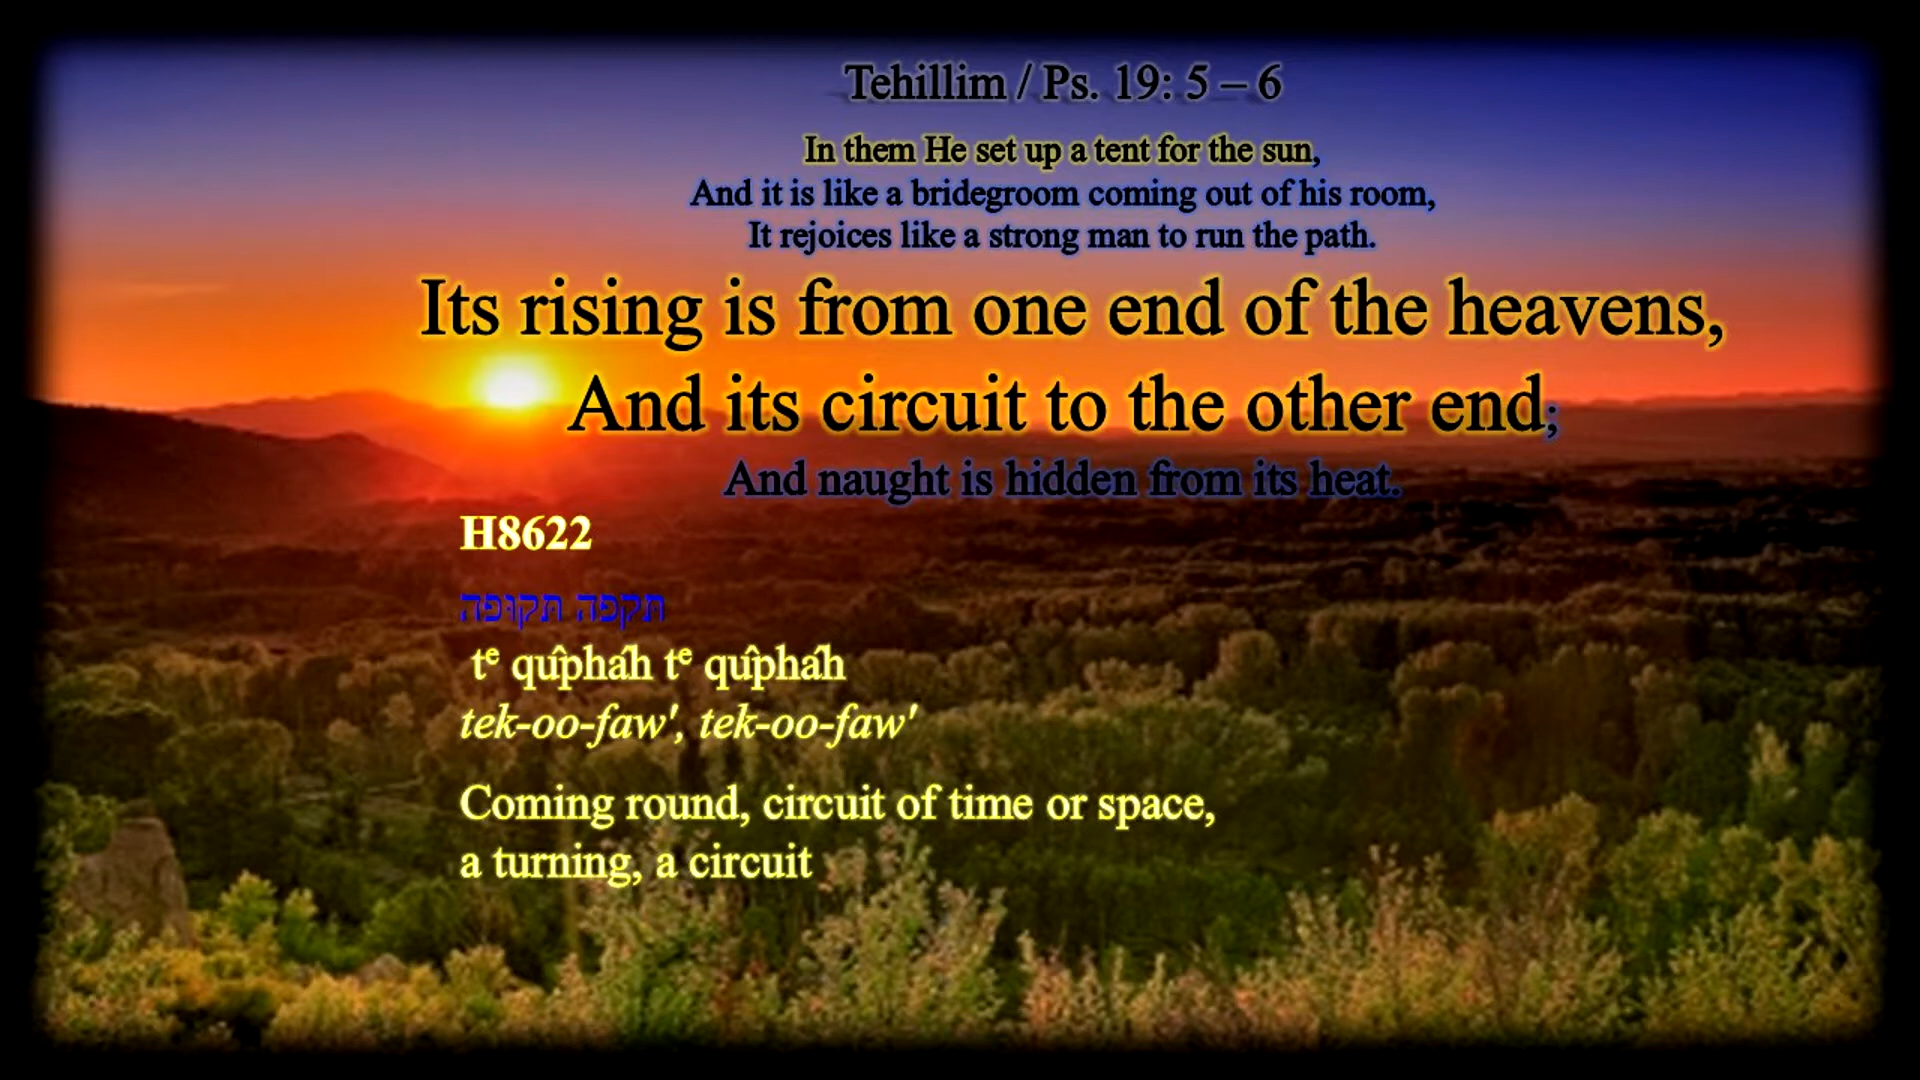 Tehillim / Ps. 19: 5 – 6
In them He set up a tent for the sun,
And it is like a bridegroom coming out of his room,
It rejoices like a strong man to run the path.
Its rising is from one end of the heavens,
And its circuit to the other end;
And naught is hidden from its heat.
H8622
תּקפה תּקוּפה
tᵉ qûphâh tᵉ qûphâh
tek-oo-faw', tek-oo-faw'
Coming round, circuit of time or space,
a turning, a circuit